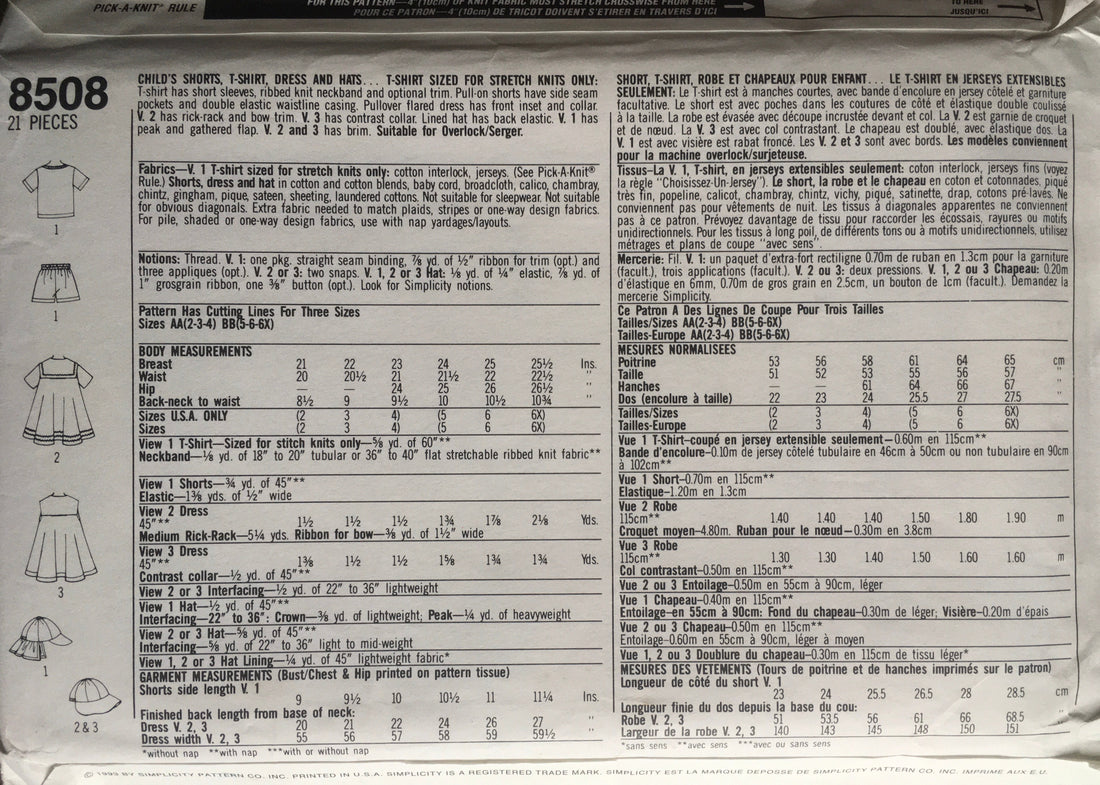 PICK-A-KNIT® RULE
FOR THIS PATTERN—4"(10cm) OF KNIT FABRIC MUST STRETCH CROSSWISE FROM HERE
POUR CE PATRON—4"(10cm) DE TRICOT DOIVENT S'ETIRER EN TRAVERS D'ICI
TO HERE
JUSQU'ICI
8508
21 PIECES
1
1
2
3
1
2 & 3
CHILD'S SHORTS, T-SHIRT, DRESS AND HATS... T-SHIRT SIZED FOR STRETCH KNITS ONLY:
T-shirt has short sleeves, ribbed knit neckband and optional trim. Pull-on shorts have side seam
pockets and double elastic waistline casing. Pullover flared dress has front inset and collar.
V. 2 has rick-rack and bow trim. V. 3 has contrast collar. Lined hat has back elastic. V. 1 has
peak and gathered flap. V. 2 and 3 has brim. Suitable for Overlock/Serger.
Fabrics—V. 1 T-shirt sized for stretch knits only: cotton interlock, jerseys. (See Pick-A-Knit®
Rule.) Shorts, dress and hat in cotton and cotton blends, baby cord, broadcloth, calico, chambray,
chintz, gingham, pique, sateen, sheeting, laundered cottons. Not suitable for sleepwear. Not suitable
for obvious diagonals. Extra fabric needed to match plaids, stripes or one-way design fabrics.
For pile, shaded or one-way design fabrics, use with nap yardages/layouts.
Notions: Thread. V. 1: one pkg. straight seam binding, ⅞ yd. of ½" ribbon for trim (opt.) and
three appliques (opt.). V. 2 or 3: two snaps. V. 1, 2 or 3 Hat: ⅛ yd. of ¼" elastic, ⅞ yd. of
1" grosgrain ribbon, one ⅜" button (opt.). Look for Simplicity notions.
Pattern Has Cutting Lines For Three Sizes
Sizes AA(2-3-4) BB(5-6-6X)
BODY MEASUREMENTS
Breast 21 22 23 24 25 25½ Ins.
Waist 20 20½ 21 21½ 22 22½ "
Hip — — 24 25 26 26½ "
Back-neck to waist 8½ 9 9½ 10 10½ 10¾ "
Sizes U.S.A. ONLY (2 3 4) (5 6 6X)
Sizes (2 3 4) (5 6 6X)
View 1 T-Shirt—Sized for stitch knits only—⅝ yd. of 60"**
Neckband—⅛ yd. of 18" to 20" tubular or 36" to 40" flat stretchable ribbed knit fabric**
View 1 Shorts—¾ yd. of 45"**
Elastic—1⅜ yds. of ½" wide
View 2 Dress
45"** 1½ 1½ 1½ 1¾ 1⅞ 2⅛ Yds.
Medium Rick-Rack—5¼ yds. Ribbon for bow—⅜ yd. of 1½" wide
View 3 Dress
45"** 1⅜ 1½ 1½ 1⅝ 1¾ 1¾ Yds.
Contrast collar—½ yd. of 45"**
View 2 or 3 Interfacing—½ yd. of 22" to 36" lightweight
View 1 Hat—½ yd. of 45"**
Interfacing—22" to 36": Crown—⅜ yd. of lightweight; Peak—¼ yd. of heavyweight
View 2 or 3 Hat—⅝ yd. of 45"**
Interfacing—⅝ yd. of 22" to 36" light to mid-weight
View 1, 2 or 3 Hat Lining—¼ yd. of 45" lightweight fabric*
GARMENT MEASUREMENTS (Bust/Chest & Hip printed on pattern tissue)
Shorts side length V. 1
9 9½ 10 10½ 11 11¼ Ins.
Finished back length from base of neck:
Dress V. 2, 3 20 21 22 24 26 27 "
Dress width V. 2, 3 55 56 57 58 59 59½ "
*without nap **with nap ***with or without nap
SHORT, T-SHIRT, ROBE ET CHAPEAUX POUR ENFANT... LE T-SHIRT EN JERSEYS EXTENSIBLES
SEULEMENT: Le T-shirt est à manches courtes, avec bande d'encolure en jersey côtelé et garniture
facultative. Le short est avec poches dans les coutures de côté et élastique double coulissé
à la taille. La robe est évasée avec découpe incrustée devant et col. La V. 2 est garnie de croquet
et de nœud. La V. 3 est avec col contrastant. Le chapeau est doublé, avec élastique dos. La
V. 1 est avec visière est rabat froncé. Les V. 2 et 3 sont avec bords. Les modèles conviennent
pour la machine overlock/surjeteuse.
Tissus—La V. 1, T-shirt, en jerseys extensibles seulement: coton interlock, jerseys fins (voyez
la règle "Choisissez-Un-Jersey"). Le short, la robe et le chapeau en coton et cotonnades, piqué
très fin, popeline, calicot, chambray, chintz, vichy, piqué, satinette, drap, cotons pré-lavés. Ne
conviennent pas pour vêtements de nuit. Les tissus à diagonales apparentes ne conviennent
pas à ce patron. Prévoyez davantage de tissu pour raccorder les écossais, rayures ou motifs
unidirectionnels. Pour les tissus à long poil, de différents tons ou à motifs unidirectionnels, utilisez
métrages et plans de coupe "avec sens".
Mercerie: Fil. V. 1: un paquet d'extra-fort rectiligne 0.70m de ruban en 1.3cm pour la garniture
(facult.), trois applications (facult.). V. 2 ou 3: deux pressions. V. 1, 2 ou 3 Chapeau: 0.20m
d'élastique en 6mm, 0.70m de gros grain en 2.5cm, un bouton de 1cm (facult.). Demandez la
mercerie Simplicity.
Ce Patron A Des Lignes De Coupe Pour Trois Tailles
Tailles/Sizes AA(2-3-4) BB(5-6-6X)
Tailles-Europe AA(2-3-4) BB(5-6-6X)
MESURES NORMALISEES
Poitrine 53 56 58 61 64 65 cm
Taille 51 52 53 55 56 57 "
Hanches — — 61 64 66 67 "
Dos (encolure à taille) 22 23 24 25.5 27 27.5 "
Tailles/Sizes (2 3 4) (5 6 6X)
Tailles-Europe (2 3 4) (5 6 6X)
Vue 1 T-Shirt—coupé en jersey extensible seulement—0.60m en 115cm**
Bande d'encolure—0.10m de jersey côtelé tubulaire en 46cm à 50cm ou non tubulaire en 90cm
à 102cm**
Vue 1 Short—0.70m en 115cm**
Elastique—1.20m en 1.3cm
Vue 2 Robe
115cm** 1.40 1.40 1.40 1.50 1.80 1.90 m
Croquet moyen—4.80m. Ruban pour le nœud—0.30m en 3.8cm
Vue 3 Robe
115cm** 1.30 1.30 1.40 1.50 1.60 1.60 m
Col contrastant—0.50m en 115cm**
Vue 2 ou 3 Entoilage—0.50m en 55cm à 90cm, léger
Vue 1 Chapeau—0.40m en 115cm**
Entoilage—en 55cm à 90cm: Fond du chapeau—0.30m de léger; Visière—0.20m d'épais
Vue 2 ou 3 Chapeau—0.50m en 115cm**
Entoilage—0.60m en 55cm à 90cm, léger à moyen
Vue 1, 2 ou 3 Doublure du chapeau—0.30m en 115cm de tissu léger*
MESURES DES VETEMENTS (Tours de poitrine et de hanches imprimés sur le patron)
Longueur de côté du short V. 1
23 24 25.5 26.5 28 28.5 cm
Longueur finie du dos depuis la base du cou:
Robe V. 2, 3 51 53.5 56 61 66 68.5 "
Largeur de la robe V. 2, 3 140 143 145 148 150 151 "
*sans sens **avec sens ***avec ou sans sens
© 1993 BY SIMPLICITY PATTERN CO. INC. PRINTED IN U.S.A. SIMPLICITY IS A REGISTERED TRADE MARK. SIMPLICITY EST LA MARQUE DEPOSSE DE SIMPLICITY PATTERN CO. INC. IMPRIME AUX E.U.